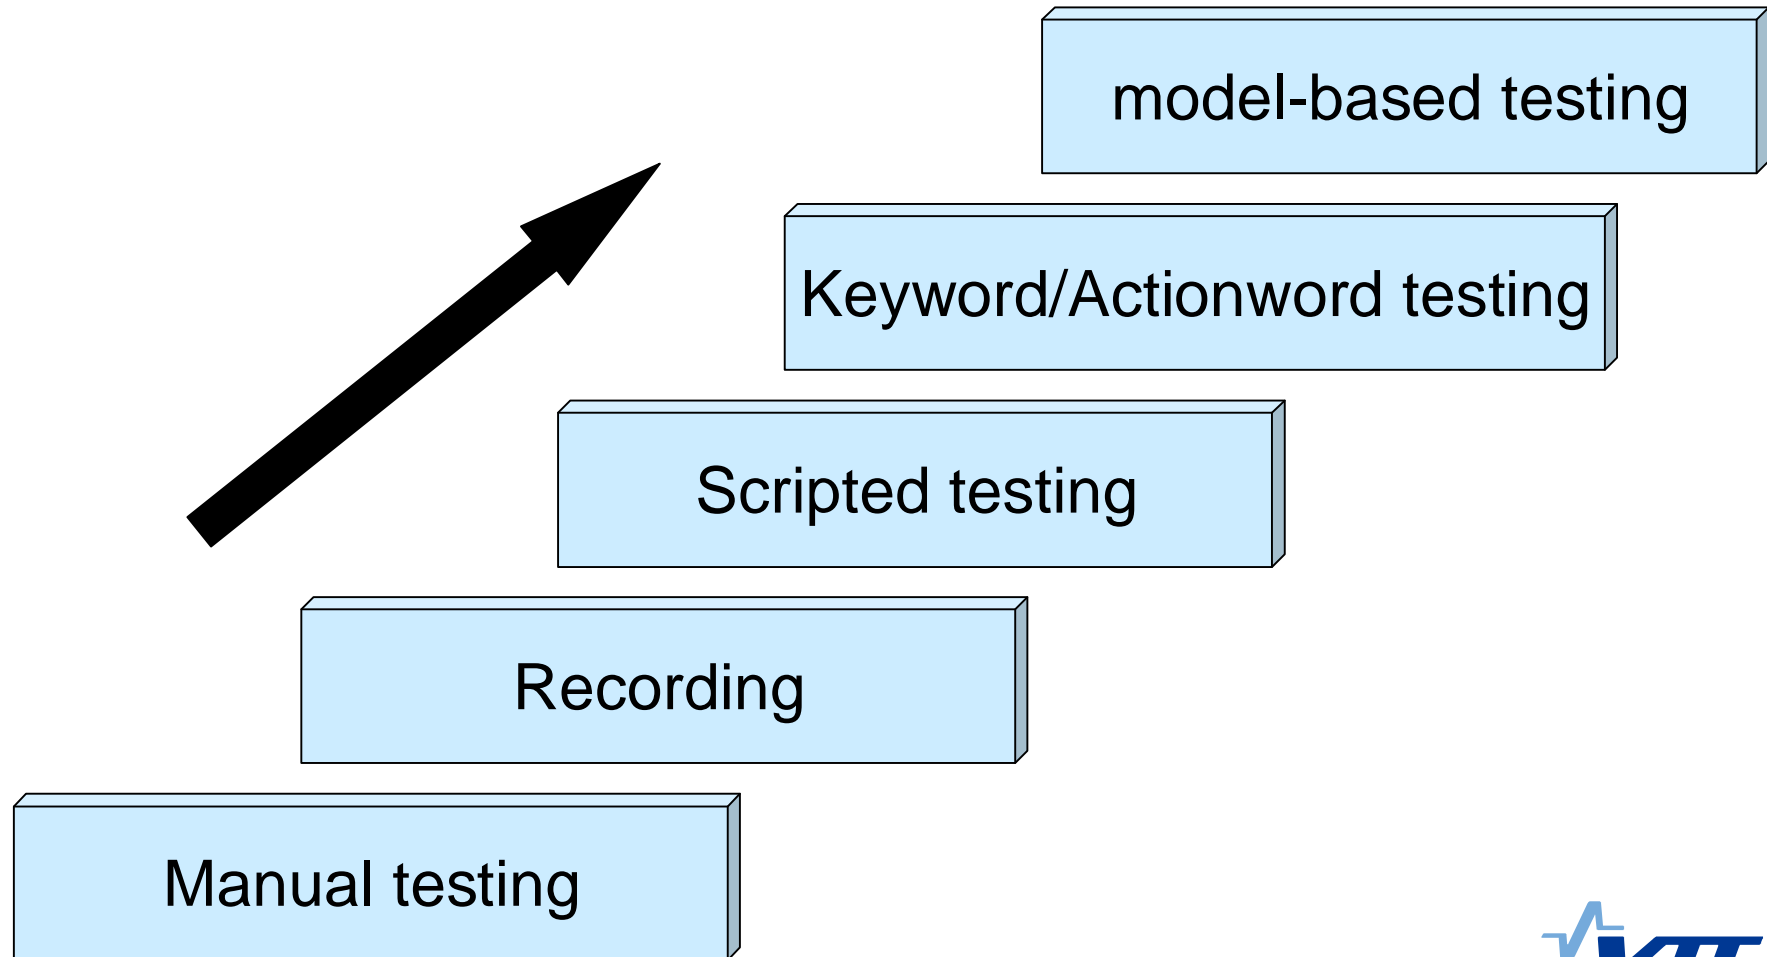 model-based testing
Keyword/Actionword testing
Scripted testing
Recording
Manual testing